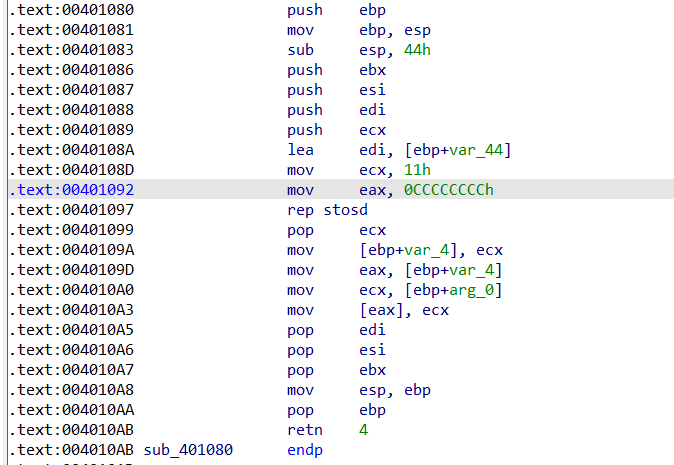 .text:00401080 push ebp
.text:00401081 mov ebp, esp
.text:00401083 sub esp, 44h
.text:00401086 push ebx
.text:00401087 push esi
.text:00401088 push edi
.text:00401089 push ecx
.text:0040108A lea edi, [ebp+var_44]
.text:0040108D mov ecx, 11h
.text:00401092 mov eax, 0CCCCCCCCh
.text:00401097 rep stosd
.text:00401099 pop ecx
.text:0040109A mov [ebp+var_4], ecx
.text:0040109D mov eax, [ebp+var_4]
.text:004010A0 mov ecx, [ebp+arg_0]
.text:004010A3 mov [eax], ecx
.text:004010A5 pop edi
.text:004010A6 pop esi
.text:004010A7 pop ebx
.text:004010A8 mov esp, ebp
.text:004010AA pop ebp
.text:004010AB retn 4
.text:004010AB sub_401080 endp